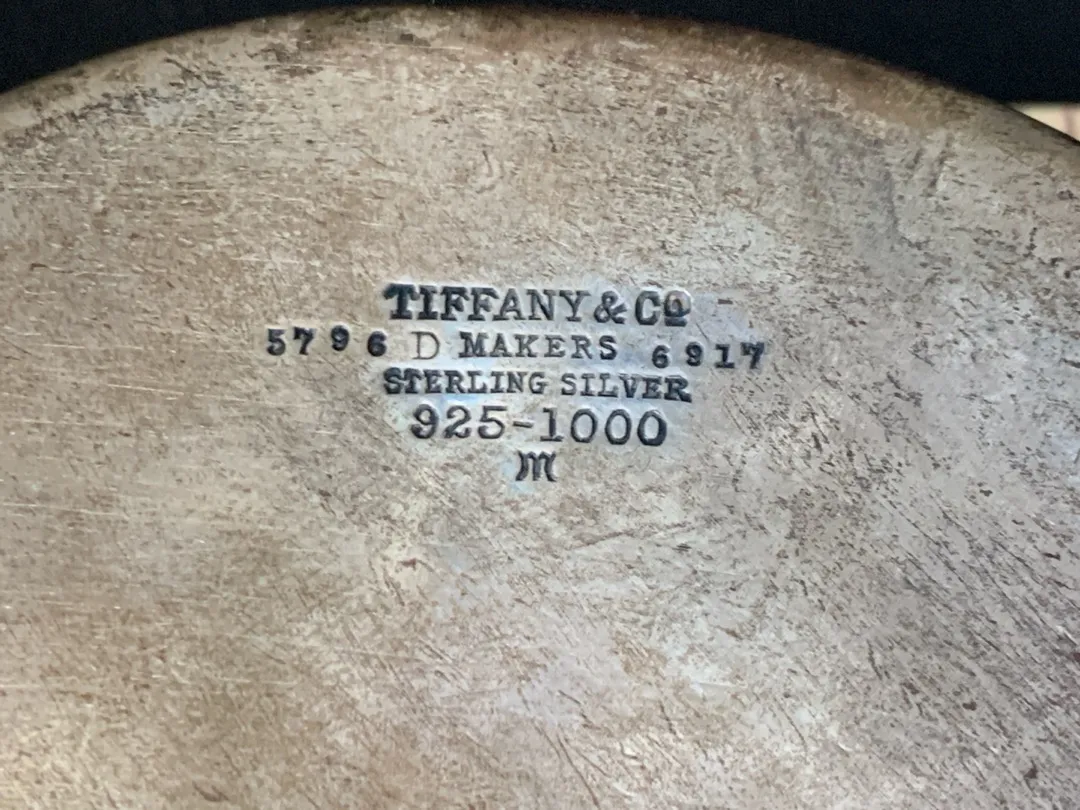 TIFFANY & Co
5796 D MAKERS 6917
STERLING SILVER
925-1000
M